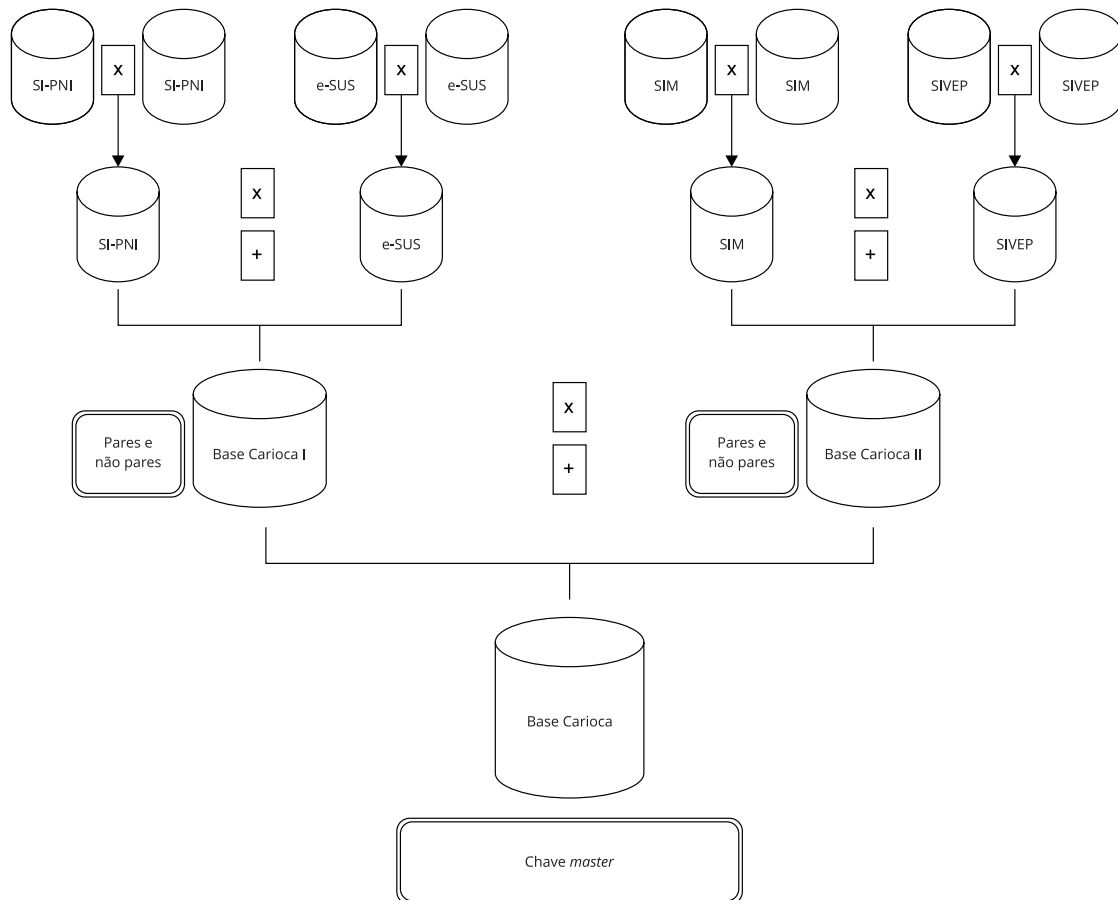 SI-PNI
x
SI-PNI
e-SUS
x
e-SUS
SIM
x
SIM
SIVEP
x
SIVEP
SI-PNI
x
+
e-SUS
SIM
x
+
SIVEP
Pares e
não pares
Base Carioca I
x
+
Pares e
não pares
Base Carioca II
Base Carioca
Chave master